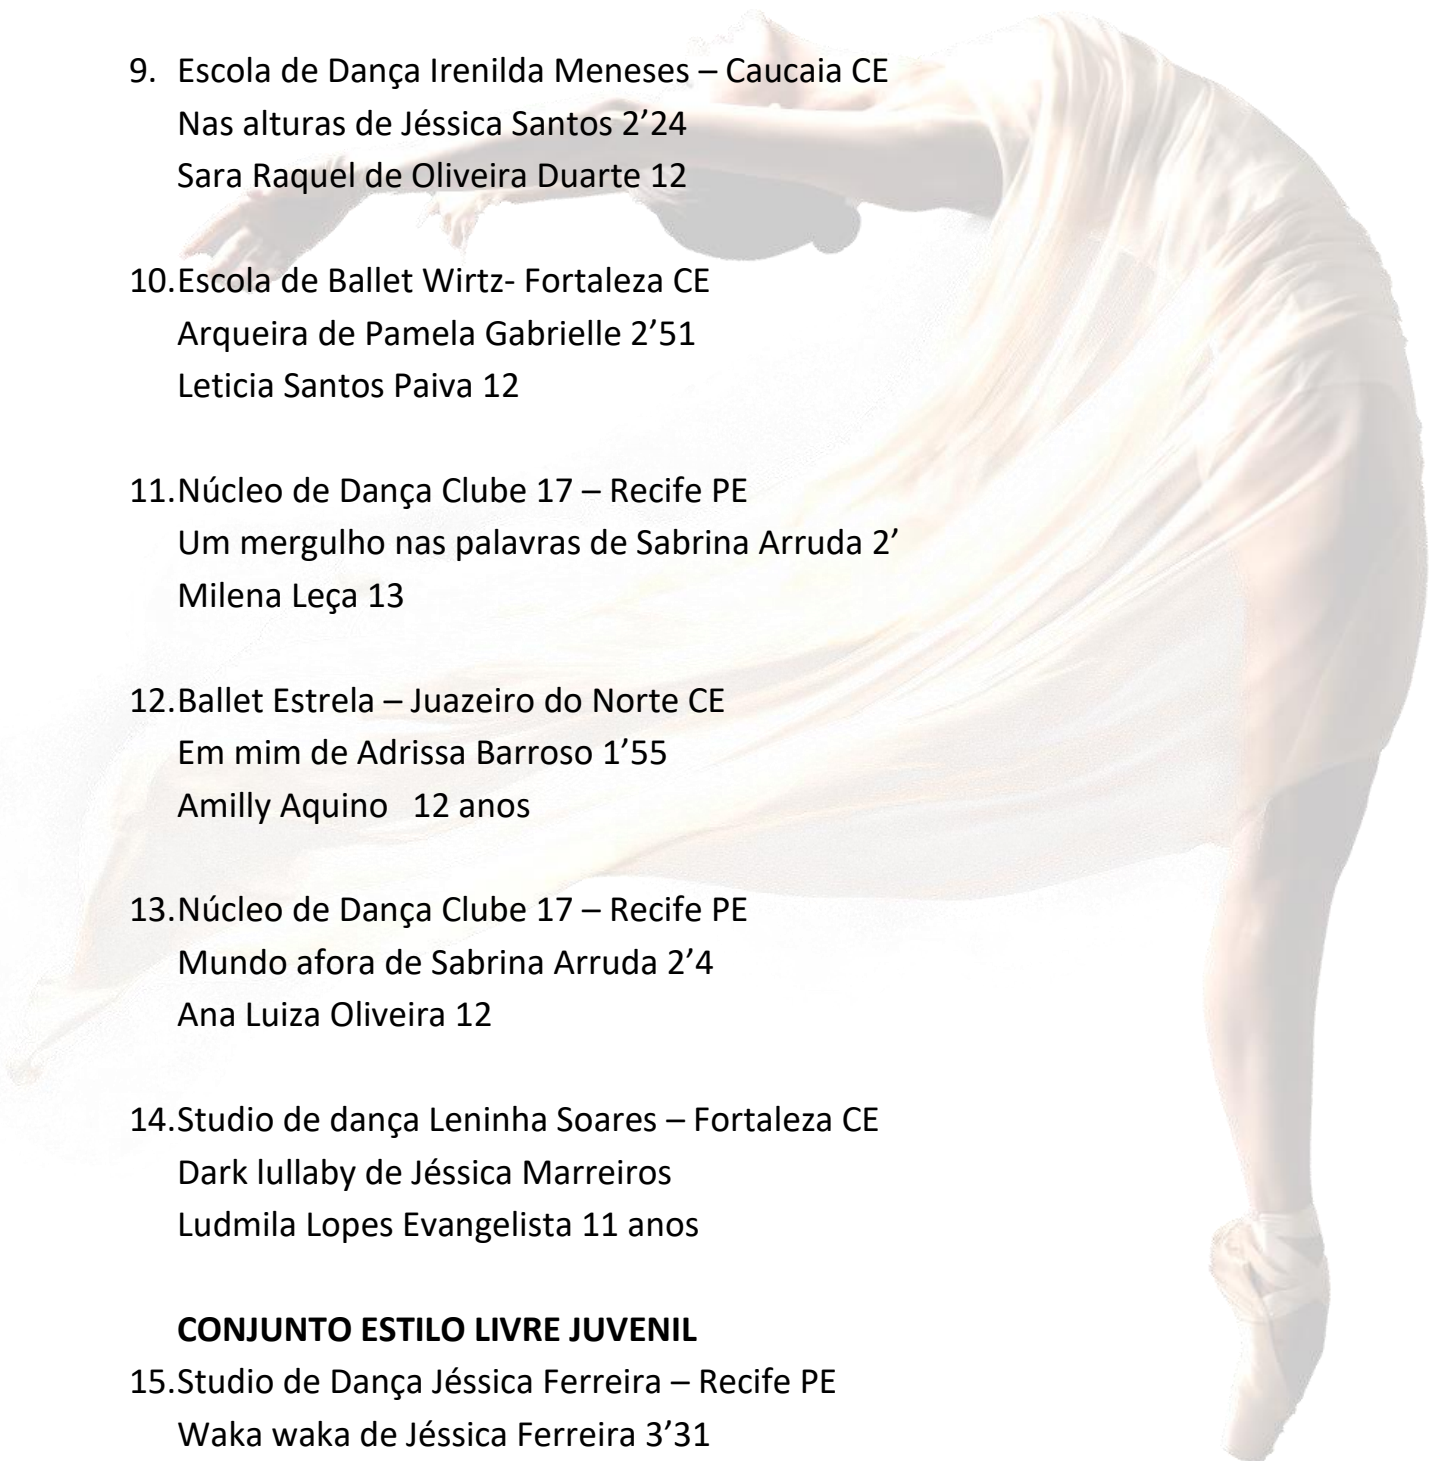 9. Escola de Dança Irenilda Meneses – Caucaia CE
Nas alturas de Jéssica Santos 2’24
Sara Raquel de Oliveira Duarte 12
10.Escola de Ballet Wirtz- Fortaleza CE
Arqueira de Pamela Gabrielle 2’51
Leticia Santos Paiva 12
11.Núcleo de Dança Clube 17 – Recife PE
Um mergulho nas palavras de Sabrina Arruda 2’
Milena Leça 13
12.Ballet Estrela – Juazeiro do Norte CE
Em mim de Adrissa Barroso 1’55
Amilly Aquino   12 anos
13.Núcleo de Dança Clube 17 – Recife PE
Mundo afora de Sabrina Arruda 2’4
Ana Luiza Oliveira 12
14.Studio de dança Leninha Soares – Fortaleza CE
Dark lullaby de Jéssica Marreiros
Ludmila Lopes Evangelista 11 anos
CONJUNTO ESTILO LIVRE JUVENIL
15.Studio de Dança Jéssica Ferreira – Recife PE
Waka waka de Jéssica Ferreira 3’31